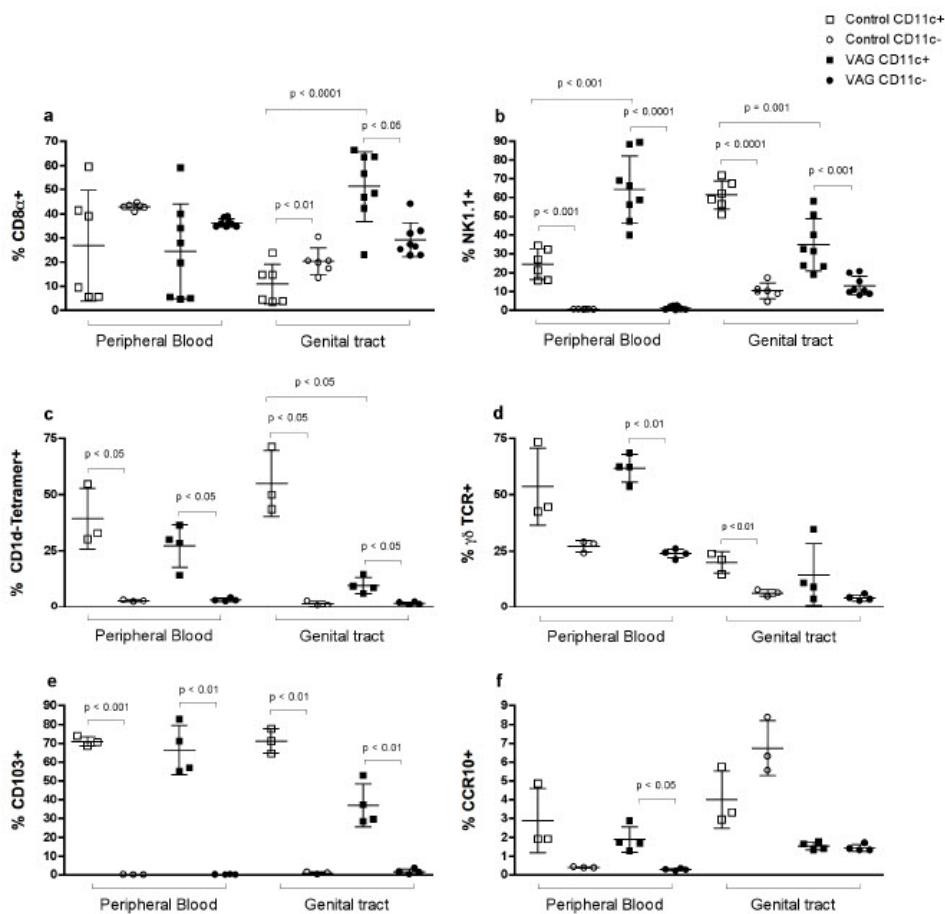 Control CD11c+
Control CD11c-
VAG CD11c+
VAG CD11c-
a
% CD8α+
80
70
60
50
40
30
20
10
0
p < 0.0001
p < 0.05
p < 0.01
Peripheral Blood
Genital tract
b
% NK1.1+
90
80
70
60
50
40
30
20
10
0
p < 0.001
p < 0.0001
p < 0.001
p = 0.001
p < 0.0001
p < 0.001
Peripheral Blood
Genital tract
c
% CD1d-Tetramer+
75
50
25
0
p < 0.05
p < 0.05
p < 0.05
p < 0.05
p < 0.05
Peripheral Blood
Genital tract
d
% γδ TCR+
75
50
25
0
p < 0.01
p <0.01
Peripheral Blood
Genital tract
e
% CD103+
90
80
70
60
50
40
30
20
10
0
p < 0.001
p < 0.01
p < 0.01
p < 0.01
Peripheral Blood
Genital tract
f
% CCR10+
9
8
7
6
5
4
3
2
1
0
p < 0.05
Peripheral Blood
Genital tract